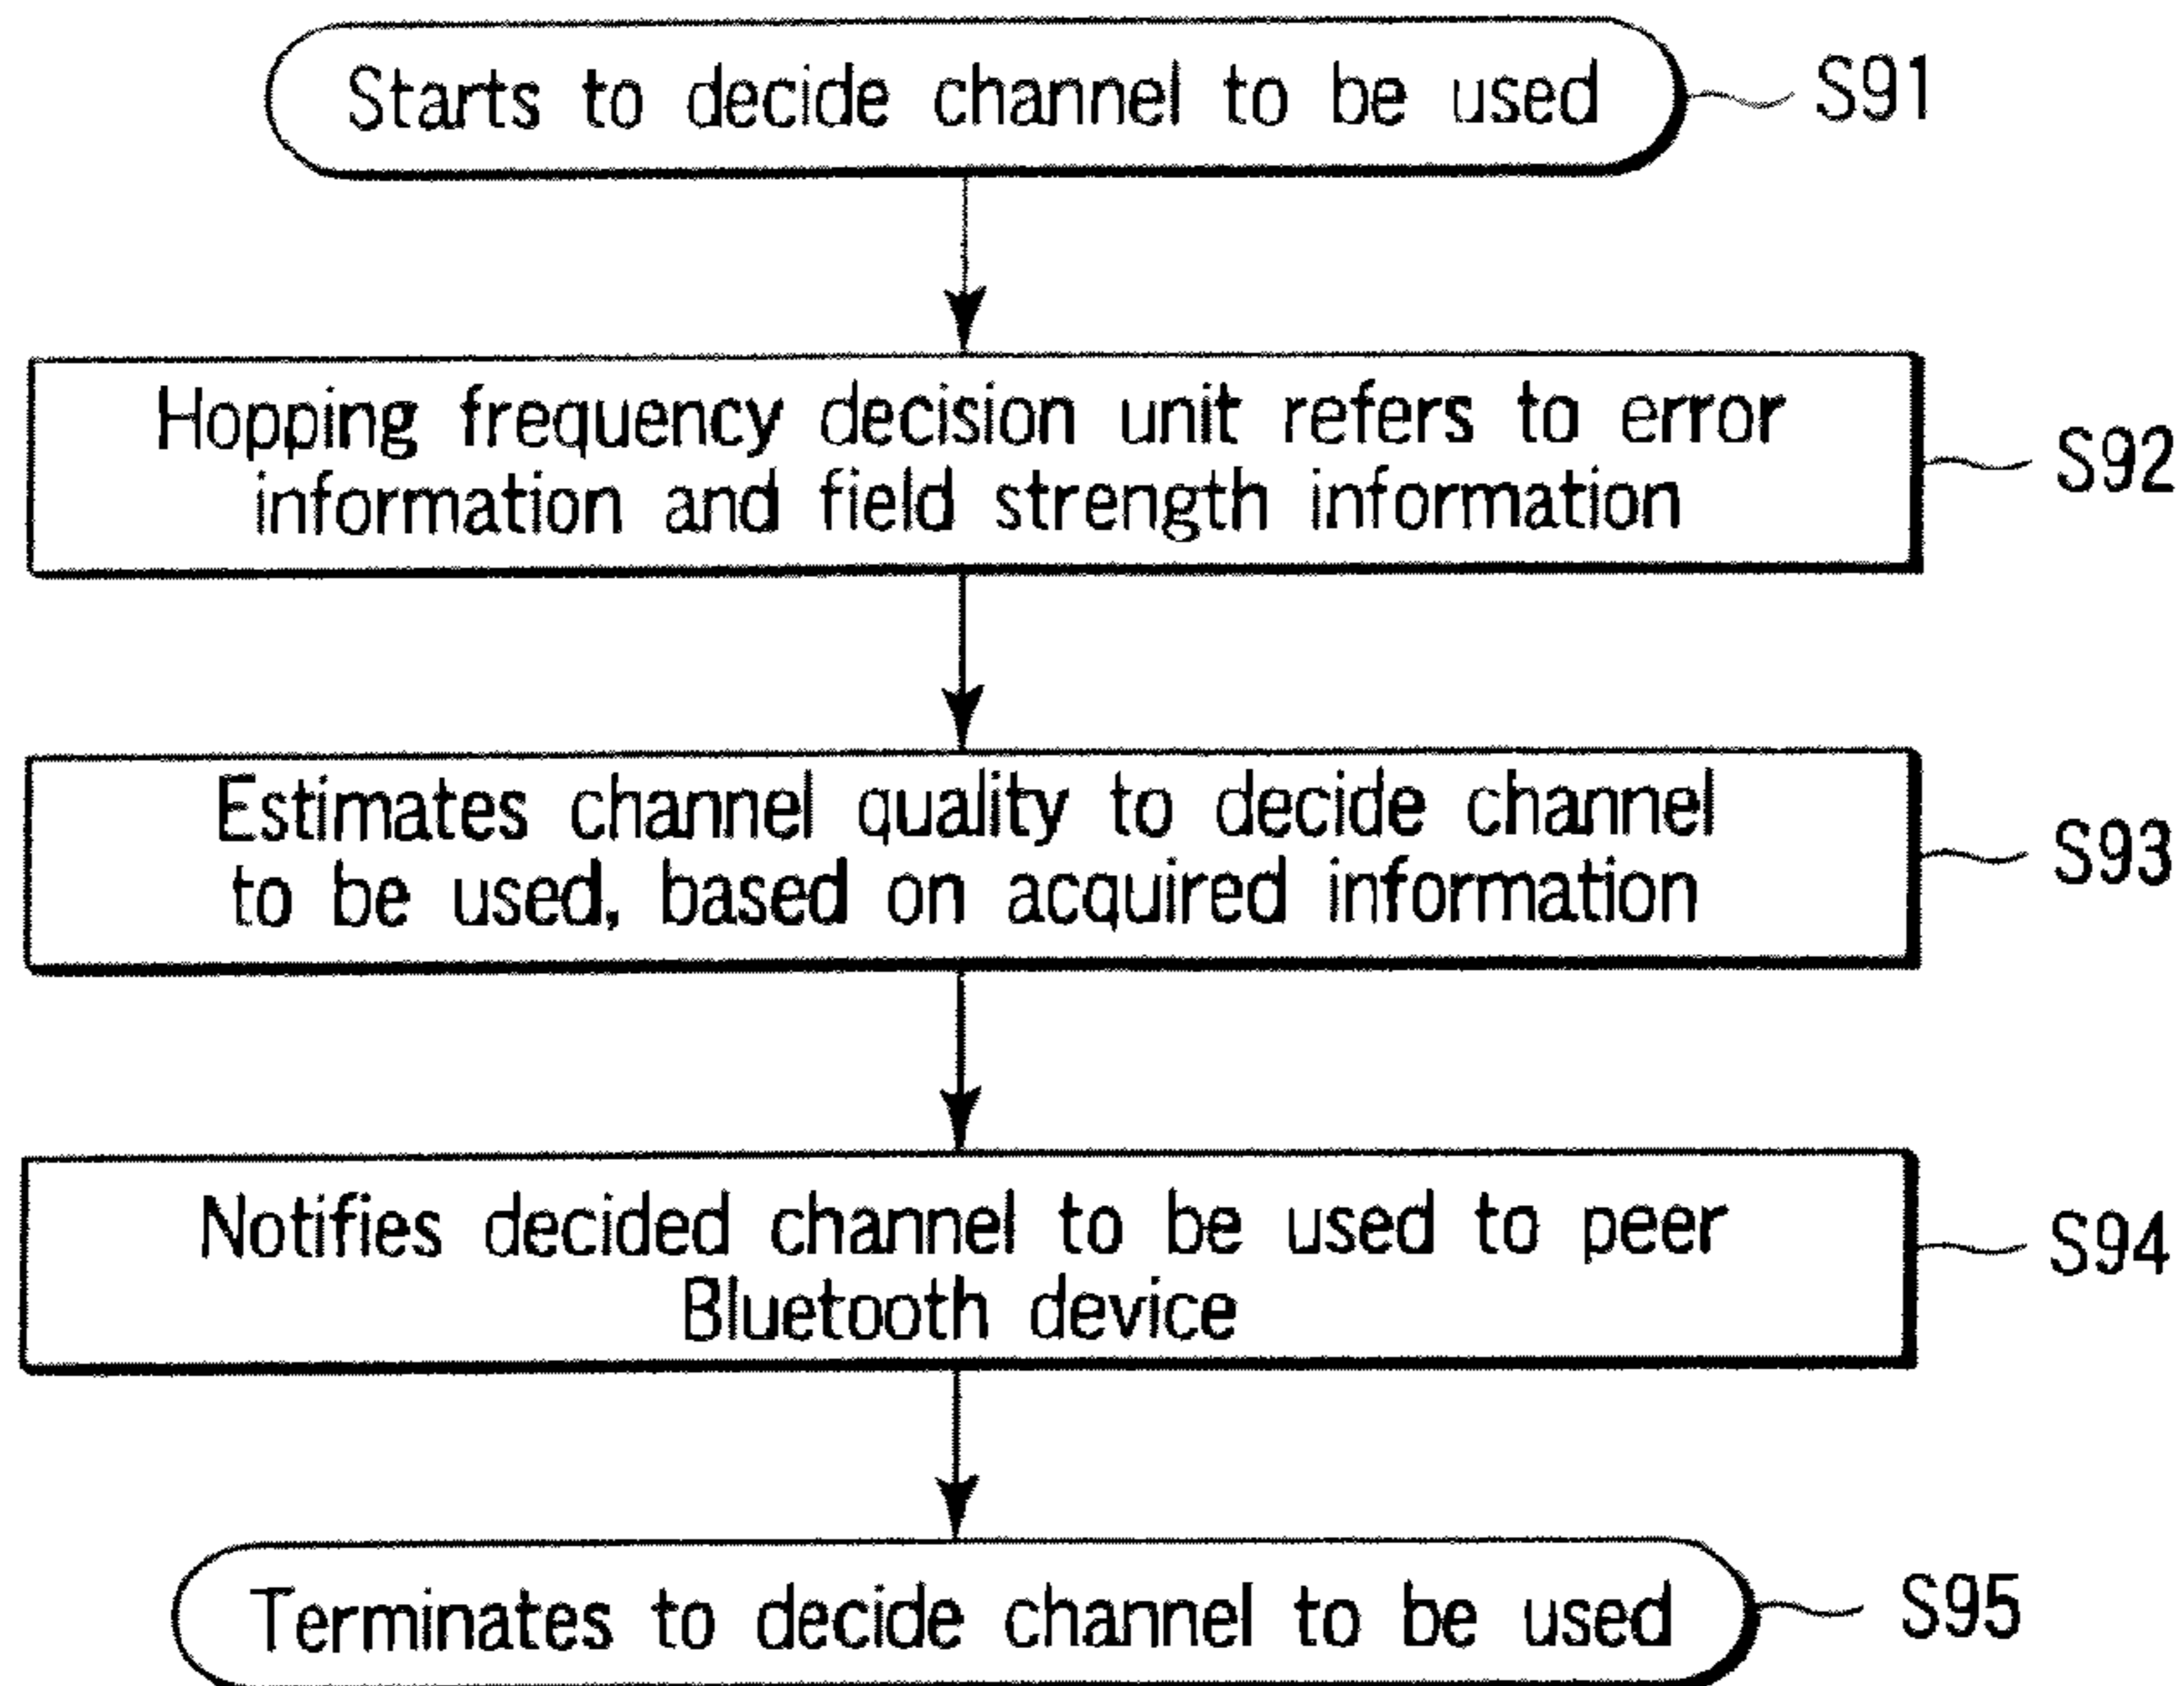 Starts to decide channel to be used
S91
Hopping frequency decision unit refers to error
information and field strength information
S92
Estimates channel quality to decide channel
to be used, based on acquired information
S93
Notifies decided channel to be used to peer
Bluetooth device
S94
Terminates to decide channel to be used
S95